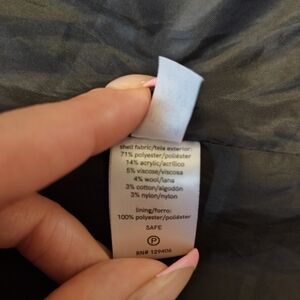 shell fabric/tela exterior:
71% polyester/poliéster
14% acrylic/acrílico
5% viscose/viscosa
4% wool/lana
3% cotton/algodón
3% nylon/nylon
lining/forro:
100% polyester/poliéster
SAFE
P
RN# 129406